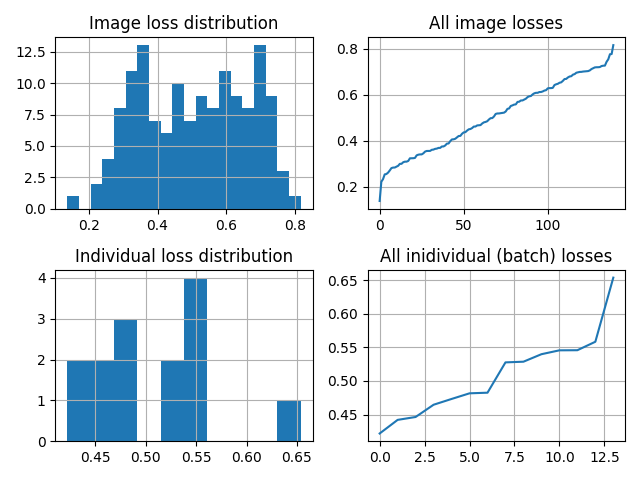 Image loss distribution
12.5
10.0
7.5
5.0
2.5
0.0
0.2 0.4 0.6 0.8
All image losses
0.8
0.6
0.4
0.2
0 50 100
Individual loss distribution
4
3
2
1
0
0.45 0.50 0.55 0.60 0.65
All inidividual (batch) losses
0.65
0.60
0.55
0.50
0.45
0.0 2.5 5.0 7.5 10.0 12.5